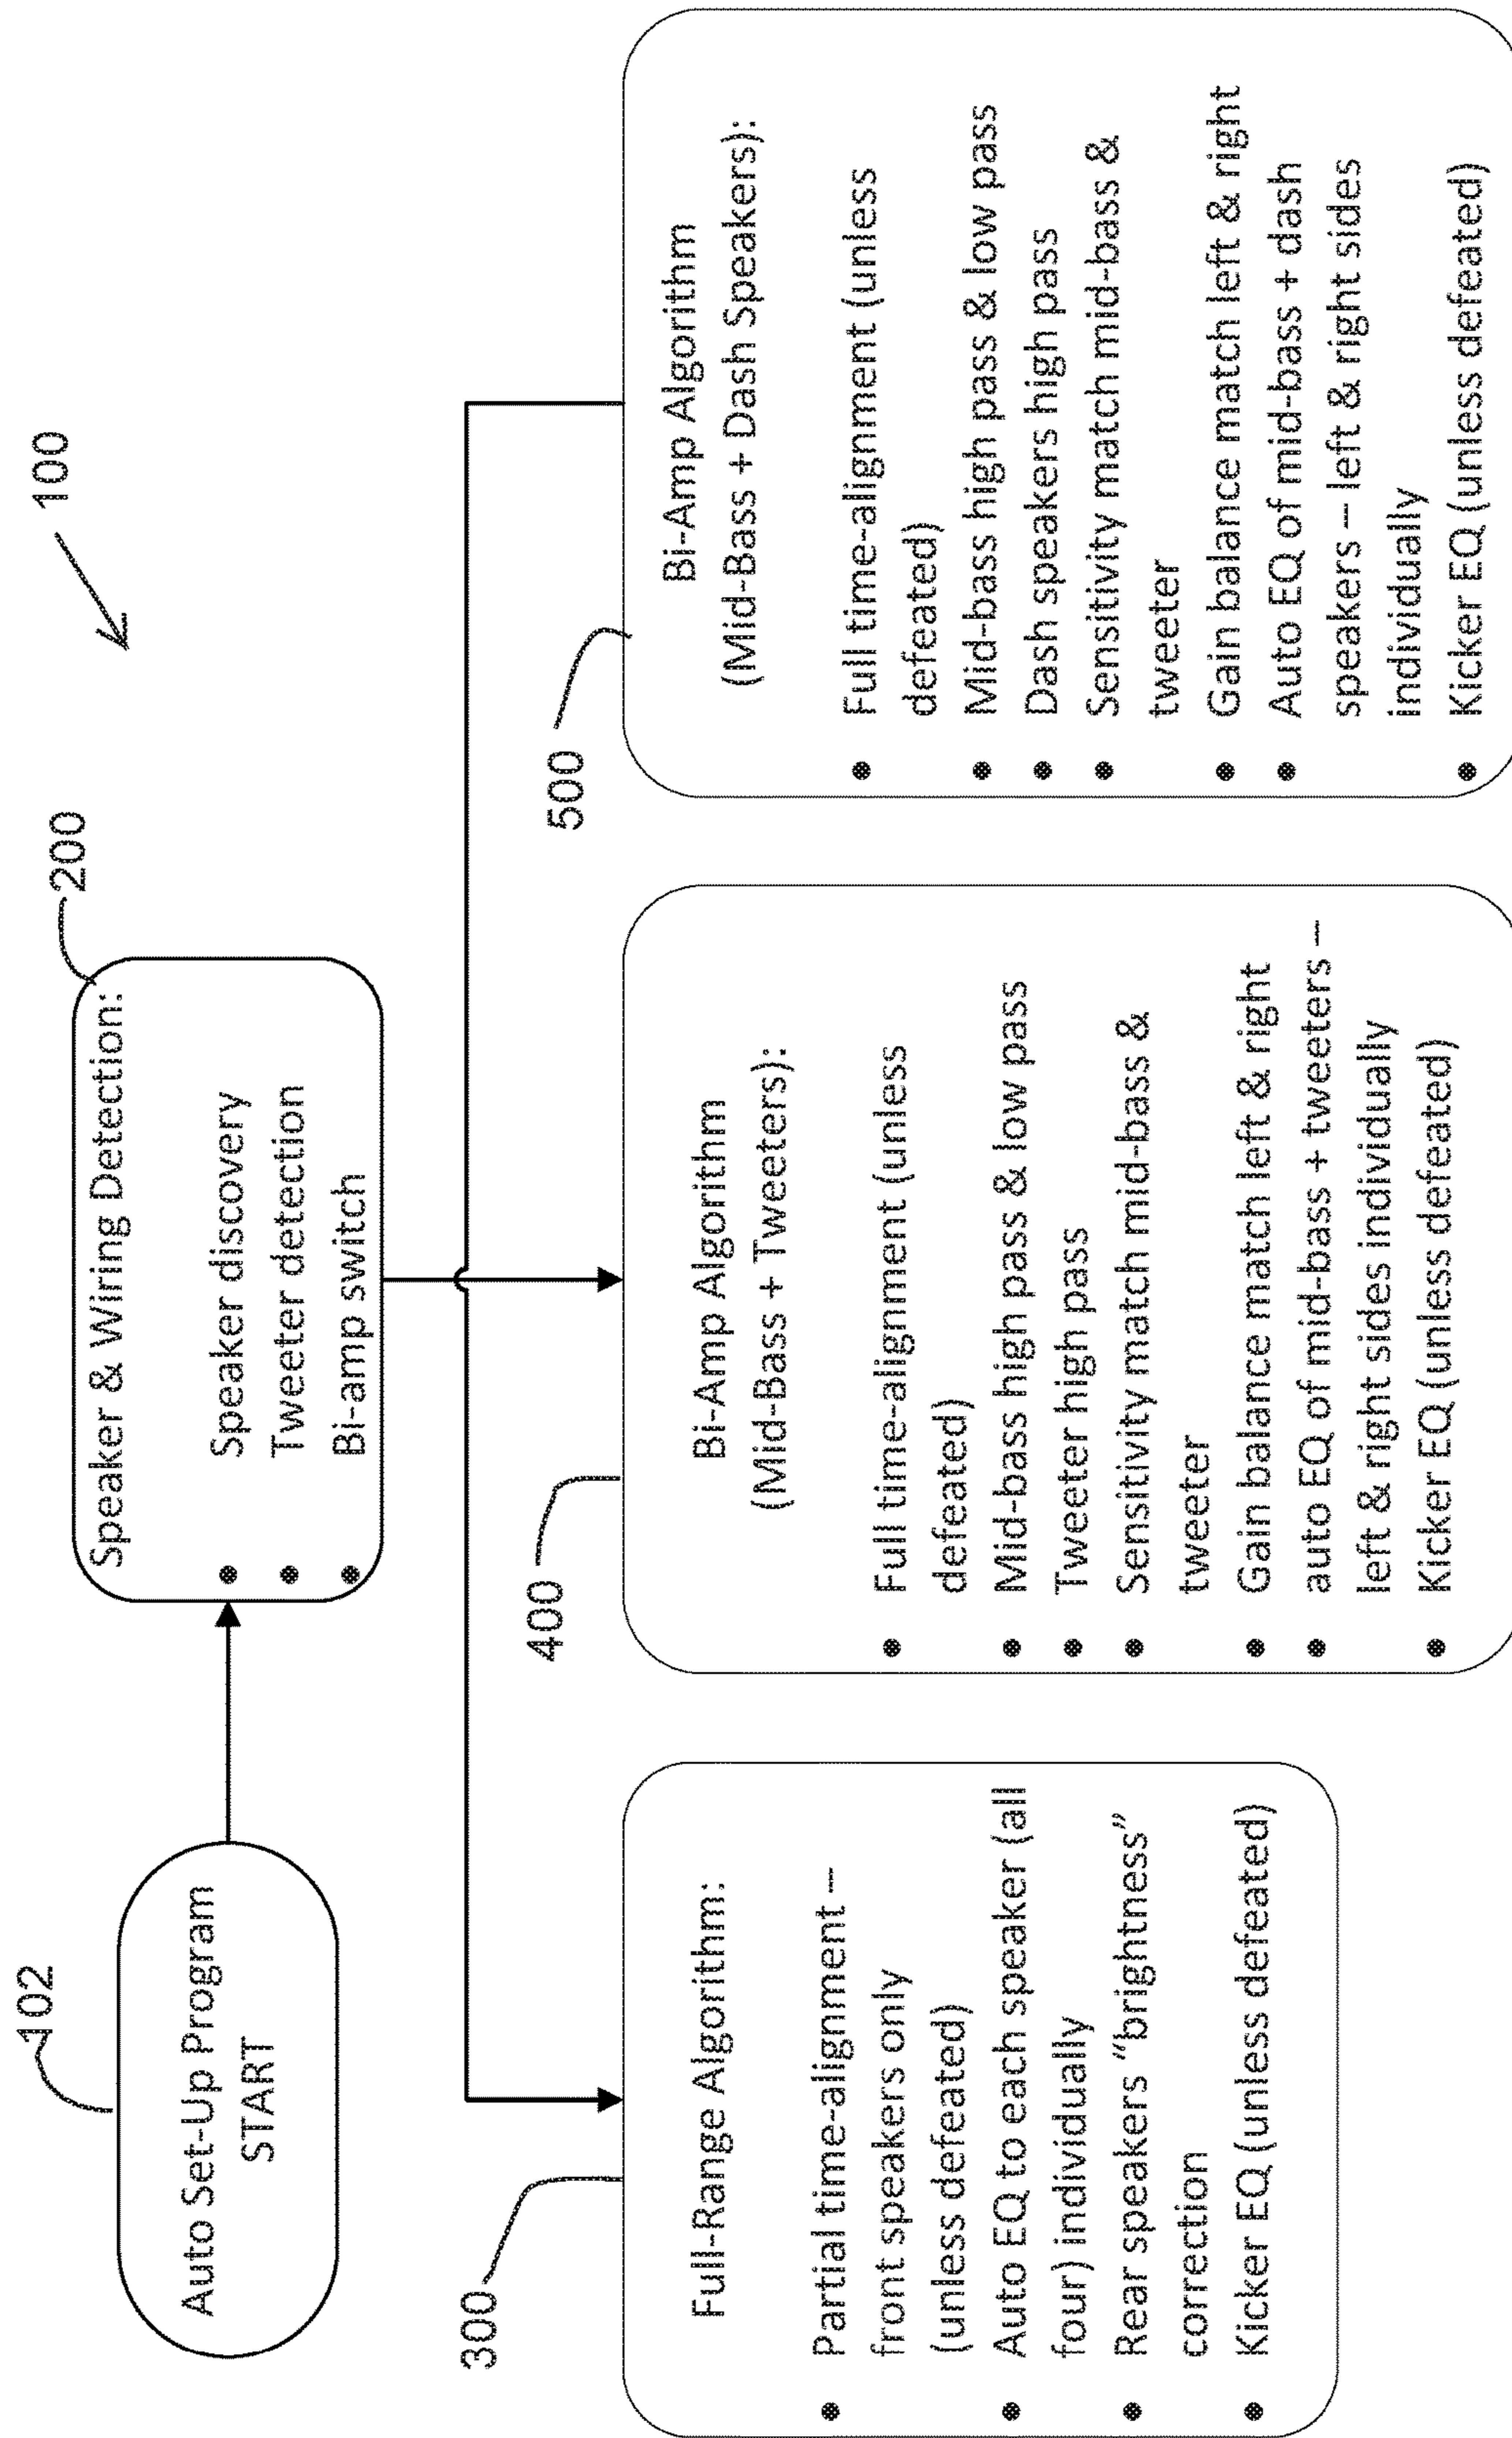 100
102
Auto Set-Up Program
START
200
Speaker & Wiring Detection:
• Speaker discovery
• Tweeter detection
• Bi-amp switch
300
Full-Range Algorithm:
• Partial time-alignment –
front speakers only
(unless defeated)
• Auto EQ to each speaker (all
four) individually
• Rear speakers “brightness”
correction
• Kicker EQ (unless defeated)
400
Bi-Amp Algorithm
(Mid-Bass + Tweeters):
• Full time-alignment (unless
defeated)
• Mid-bass high pass & low pass
• Tweeter high pass
• Sensitivity match mid-bass &
tweeter
• Gain balance match left & right
• auto EQ of mid-bass + tweeters –
left & right sides individually
• Kicker EQ (unless defeated)
500
Bi-Amp Algorithm
(Mid-Bass + Dash Speakers):
• Full time-alignment (unless
defeated)
• Mid-bass high pass & low pass
• Dash speakers high pass
• Sensitivity match mid-bass &
tweeter
• Gain balance match left & right
• Auto EQ of mid-bass + dash
speakers – left & right sides
individually
• Kicker EQ (unless defeated)